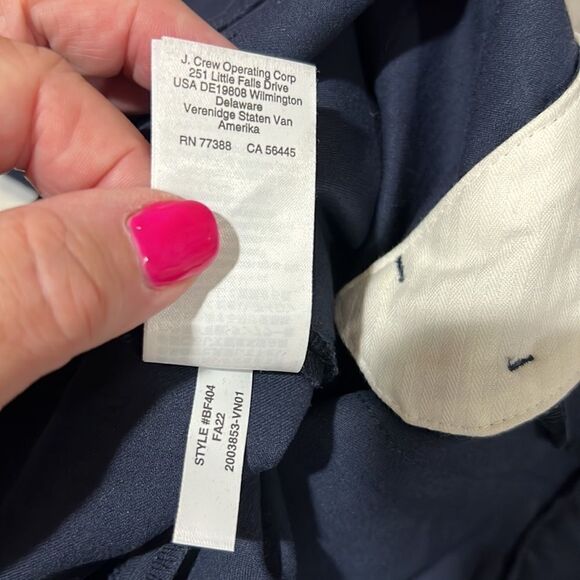 J. Crew Operating Corp
251 Little Falls Drive
USA DE19808 Wilmington
Delaware
Verenidge Staten Van
Amerika
RN 77388 CA 56445
STYLE #BF404
FA22
2003853-VN01